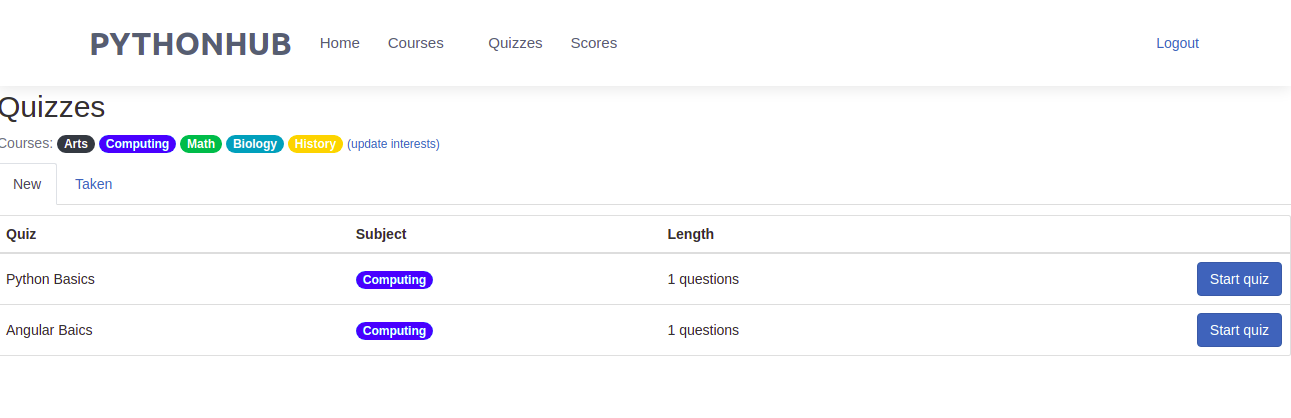 PYTHONHUB Home Courses Quizzes Scores Logout
Quizzes
Courses: Arts Computing Math Biology History (update interests)
New Taken
Quiz Subject Length
Python Basics Computing 1 questions Start quiz
Angular Baics Computing 1 questions Start quiz